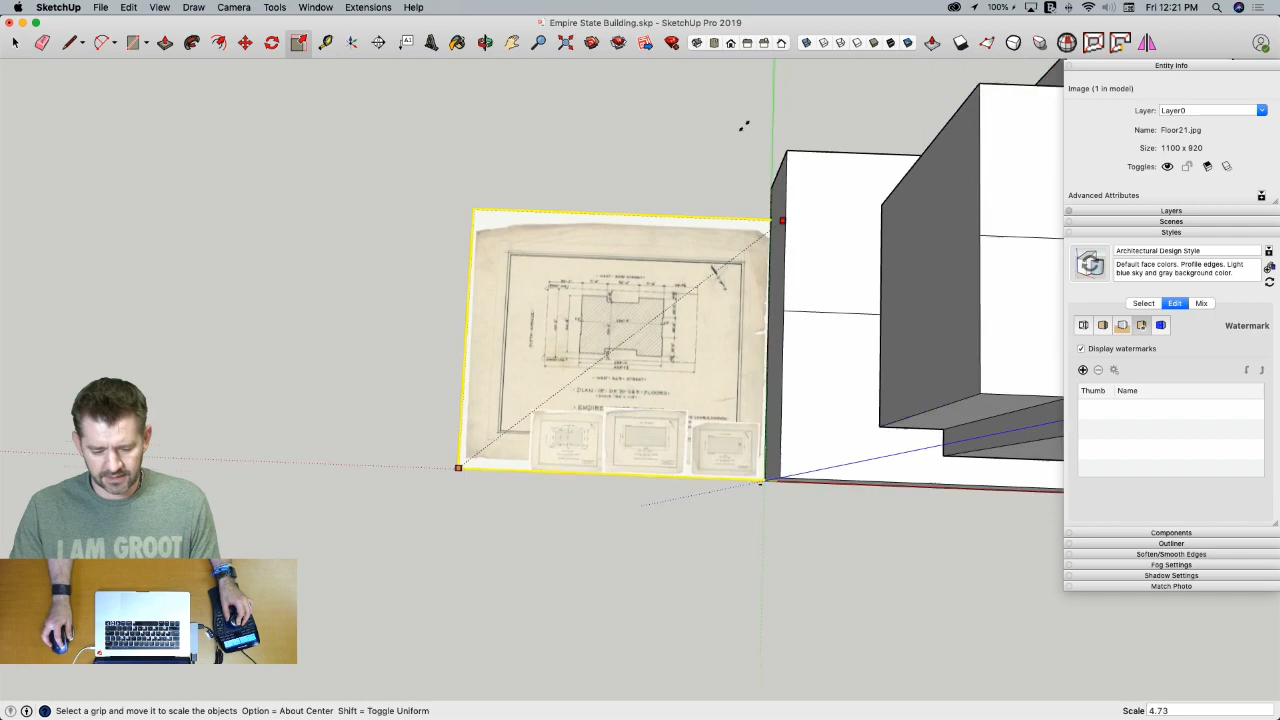 SketchUp File Edit View Draw Camera Tools Window Extensions Help
100% Fri 12:21 PM
Empire State Building.skp - SketchUp Pro 2019
Entity Info
Image (1 in model)
Layer: Layer0
Name: Floor21.jpg
Size: 1100 x 920
Toggles:
Advanced Attributes
Layers
Scenes
Styles
Architectural Design Style
Default face colors. Profile edges. Light
blue sky and gray background color.
Select Edit Mix
Watermark
Display watermarks
Thumb Name
Components
Outliner
Soften/Smooth Edges
Fog Settings
Shadow Settings
Match Photo
EMPIRE
I AM GROOT
Select a grip and move it to scale the objects Option = About Center Shift = Toggle Uniform
Scale 4.73